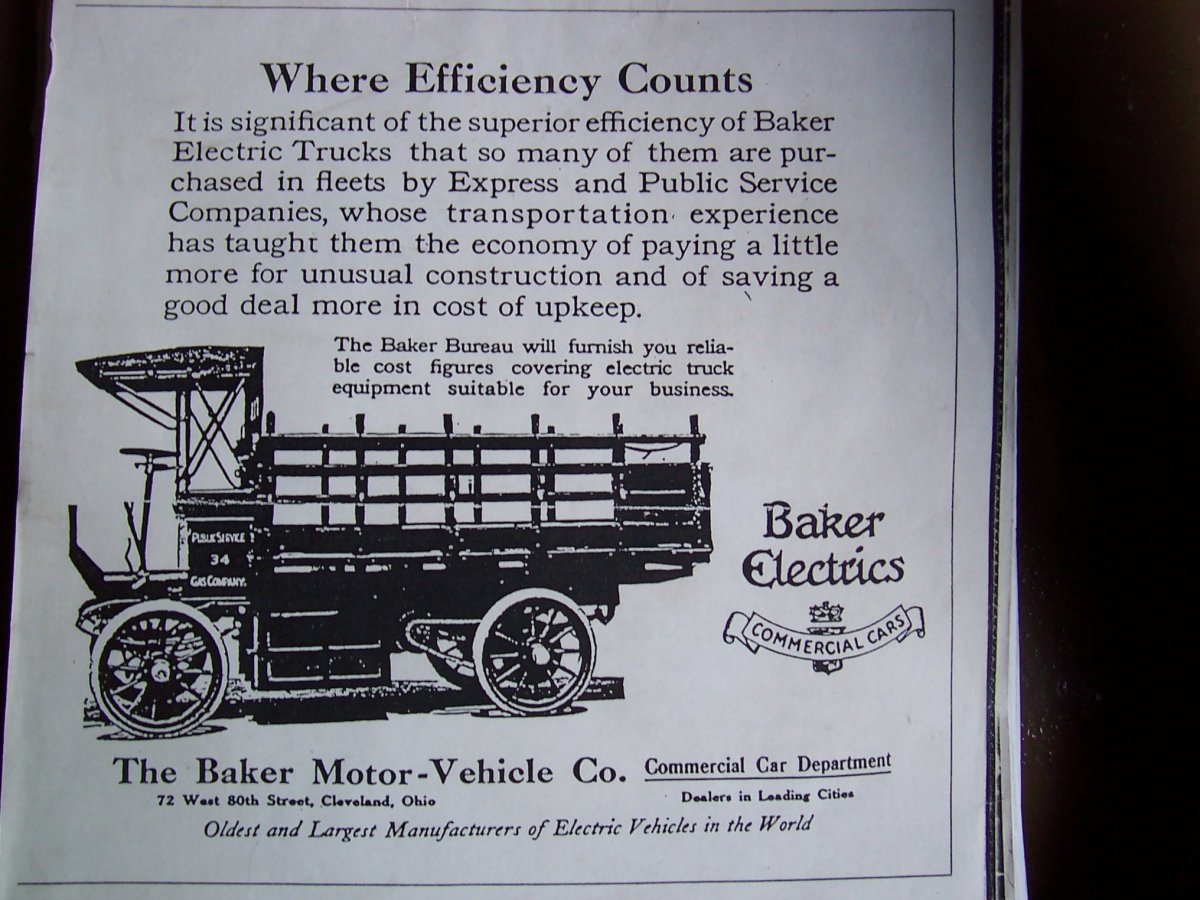 Where Efficiency Counts
It is significant of the superior efficiency of Baker
Electric Trucks that so many of them are pur-
chased in fleets by Express and Public Service
Companies, whose transportation experience
has taught them the economy of paying a little
more for unusual construction and of saving a
good deal more in cost of upkeep.
The Baker Bureau will furnish you relia-
ble cost figures covering electric truck
equipment suitable for your business.
PUBLIC SERVICE
34
GAS COMPANY.
Baker
Electrics
COMMERCIAL CARS
The Baker Motor-Vehicle Co. Commercial Car Department
72 West 80th Street, Cleveland, Ohio Dealers in Leading Cities
Oldest and Largest Manufacturers of Electric Vehicles in the World